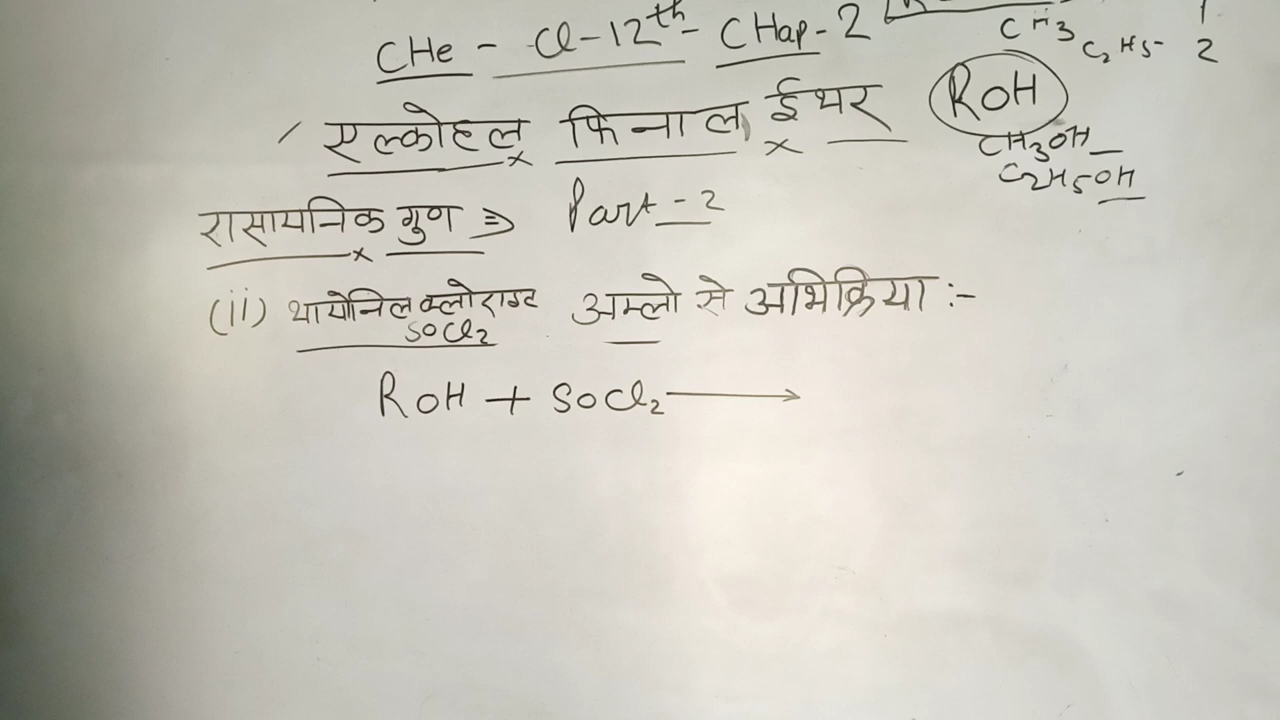 CHe - Cl-12th - CHap-2
CH3 C2H5- 1
2
एल्कोहल फिनाल ईथर ROH
CH3OH
C2H5OH
रासायनिक गुण ⇒ Part-2
(ii) थायोनिल क्लोराइड अम्लो से अभिक्रिया :-
SOCl2
ROH + SOCl2 ⟶